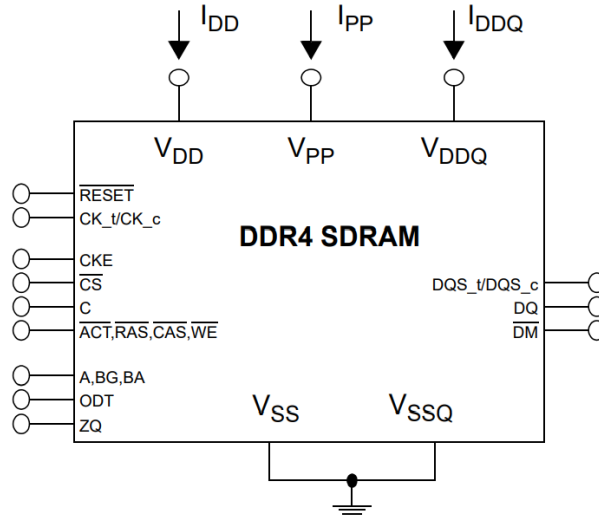 IDD IPP IDDQ
VDD VPP VDDQ
RESET
CK_t/CK_c
DDR4 SDRAM
CKE
CS DQS_t/DQS_c
C DQ
ACT,RAS,CAS,WE DM
A,BG,BA
ODT VSS VSSQ
ZQ